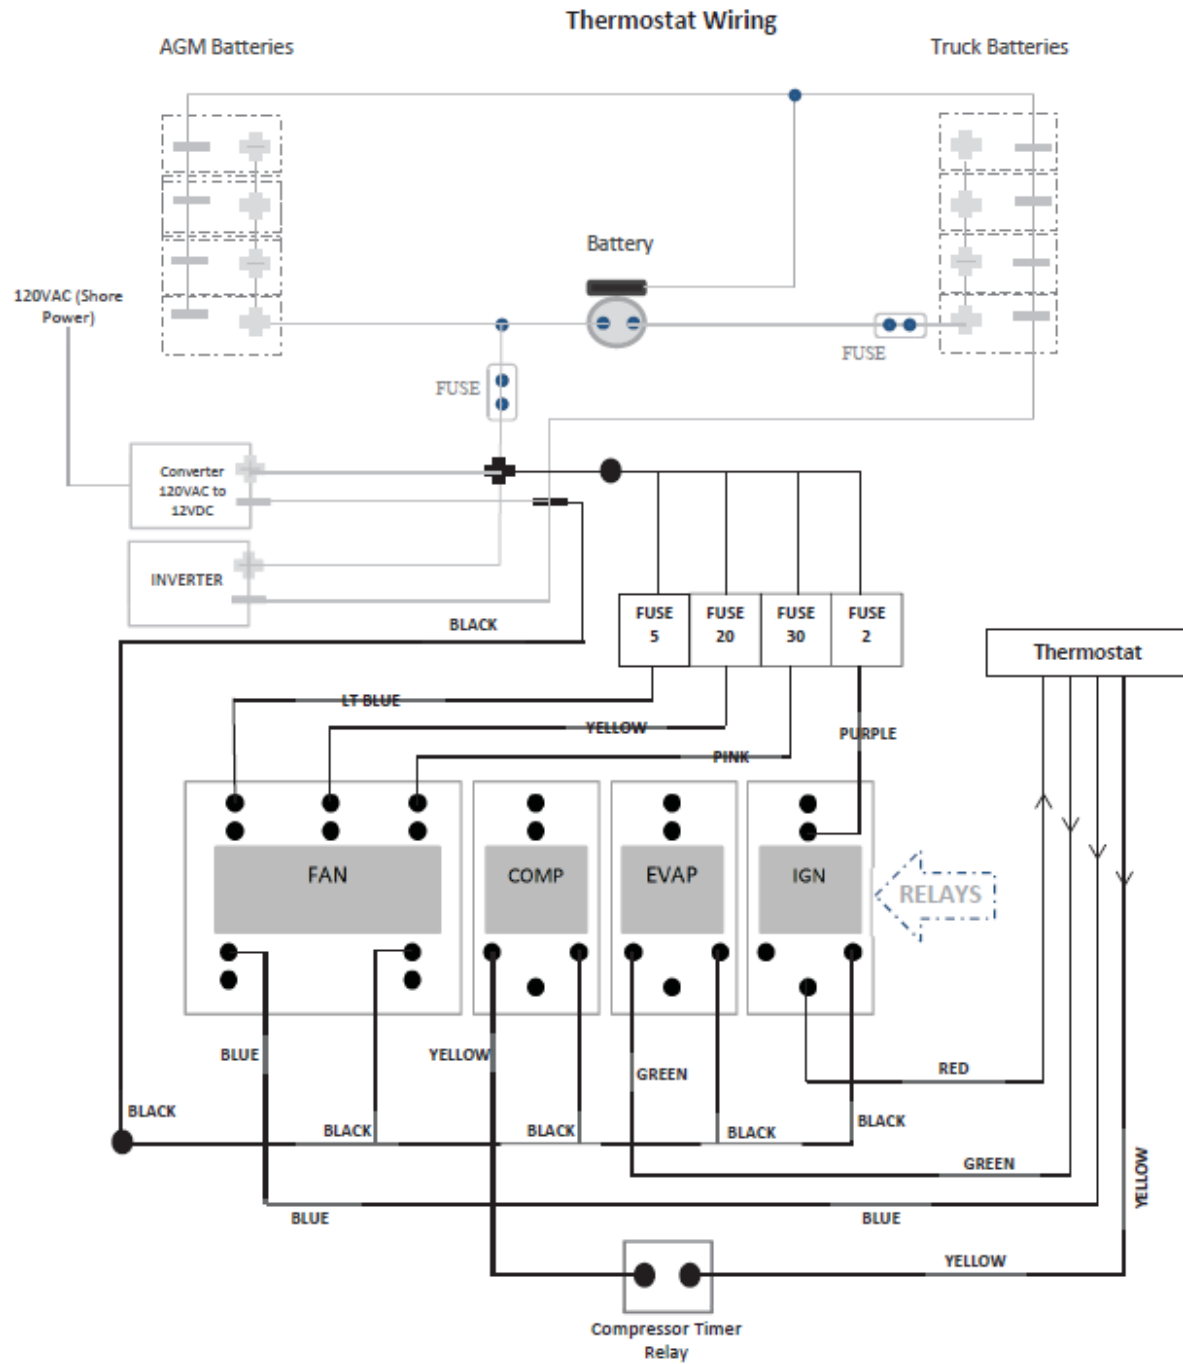 Thermostat Wiring
AGM Batteries
Truck Batteries
Battery
120VAC (Shore
Power)
FUSE
FUSE
Converter
120VAC to
12VDC
INVERTER
BLACK
FUSE
5
FUSE
20
FUSE
30
FUSE
2
Thermostat
LT BLUE
YELLOW
PINK
PURPLE
FAN
COMP
EVAP
IGN
RELAYS
BLUE
YELLOW
GREEN
RED
BLACK
BLACK
BLACK
BLACK
BLACK
GREEN
YELLOW
BLUE
BLUE
YELLOW
Compressor Timer
Relay